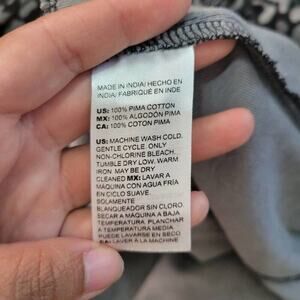 MADE IN INDIA/ HECHO EN
INDIA/ FABRIQUÉ EN INDE
US: 100% PIMA COTTON
MX: 100% ALGODÓN PIMA
CA: 100% COTON PIMA
US: MACHINE WASH COLD.
GENTLE CYCLE. ONLY
NON-CHLORINE BLEACH.
TUMBLE DRY LOW. WARM
IRON. MAY BE DRY
CLEANED MX: LAVAR A
MÁQUINA CON AGUA FRÍA
EN CICLO SUAVE.
SOLAMENTE
BLANQUEADOR SIN CLORO.
SECAR A MÁQUINA A BAJA
TEMPERATURA. PLANCHAR
A TEMPERATURA MEDIA
PUEDE LAVARSE EN SECO
CA: LAVER A LA MACHINE